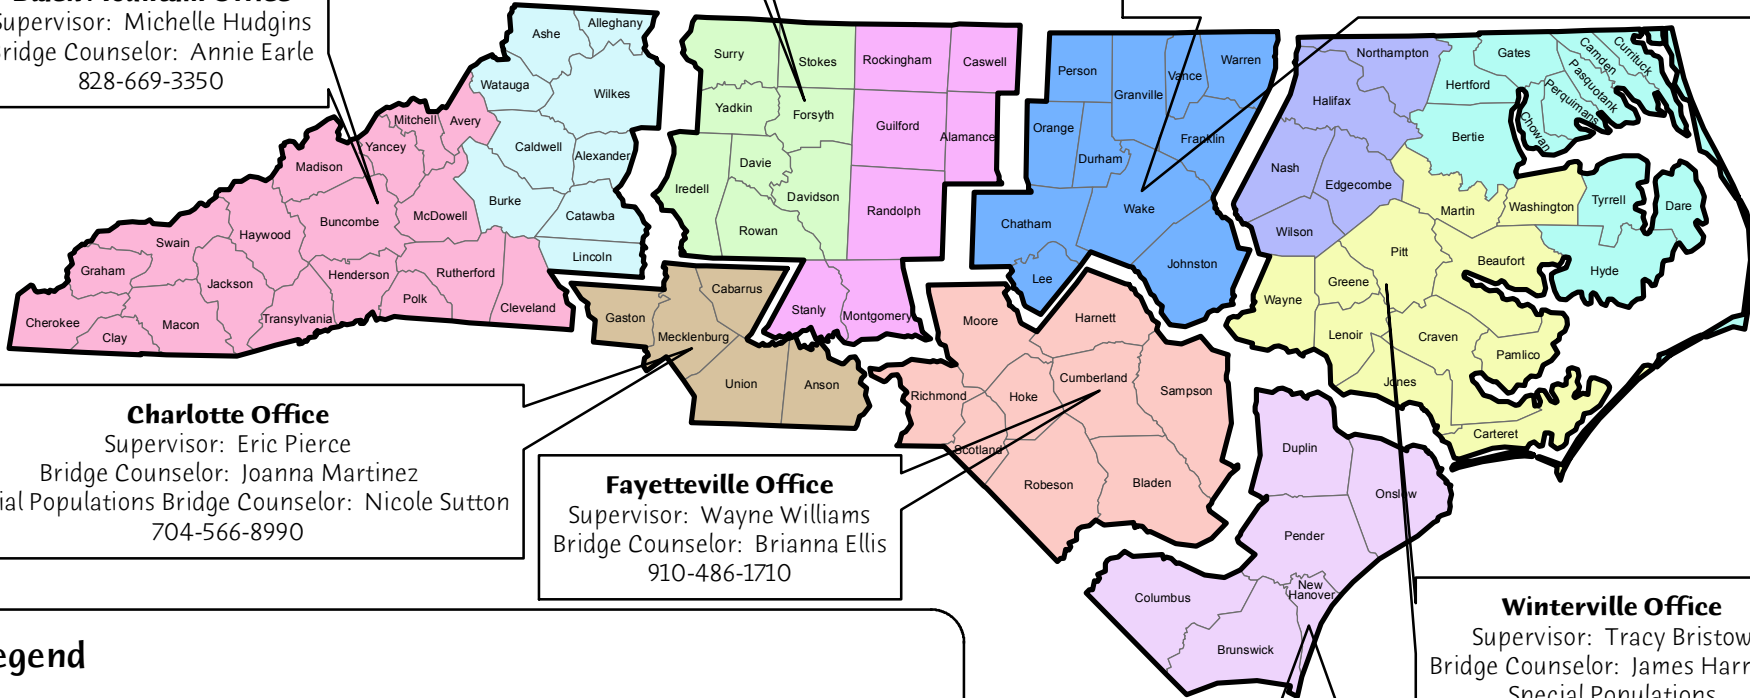 Supervisor: Michelle Hudgins
Bridge Counselor: Annie Earle
828-669-3350
Ashe
Alleghany
Watauga
Wilkes
Mitchell
Avery
Yancey
Caldwell
Alexander
Madison
Burke
Catawba
Lincoln
Buncombe
McDowell
Haywood
Swain
Graham
Jackson
Henderson
Rutherford
Polk
Cleveland
Cherokee
Clay
Macon
Transylvania
Surry
Stokes
Rockingham
Caswell
Yadkin
Forsyth
Guilford
Alamance
Iredell
Davie
Davidson
Rowan
Randolph
Stanly
Montgomery
Person
Granville
Vance
Warren
Orange
Durham
Franklin
Chatham
Wake
Lee
Johnston
Northampton
Halifax
Nash
Edgecombe
Wilson
Gates
Hertford
Bertie
Camden
Currituck
Pasquotank
Perquimans
Chowan
Martin
Washington
Tyrrell
Dare
Hyde
Beaufort
Pitt
Greene
Wayne
Lenoir
Craven
Pamlico
Jones
Carteret
Gaston
Cabarrus
Mecklenburg
Union
Anson
Moore
Harnett
Richmond
Hoke
Cumberland
Sampson
Scotland
Robeson
Bladen
Duplin
Onslow
Pender
New
Hanover
Columbus
Brunswick
Charlotte Office
Supervisor: Eric Pierce
Bridge Counselor: Joanna Martinez
ial Populations Bridge Counselor: Nicole Sutton
704-566-8990
Fayetteville Office
Supervisor: Wayne Williams
Bridge Counselor: Brianna Ellis
910-486-1710
Winterville Office
Supervisor: Tracy Bristow
Bridge Counselor: James Harr
Special Populations
egend